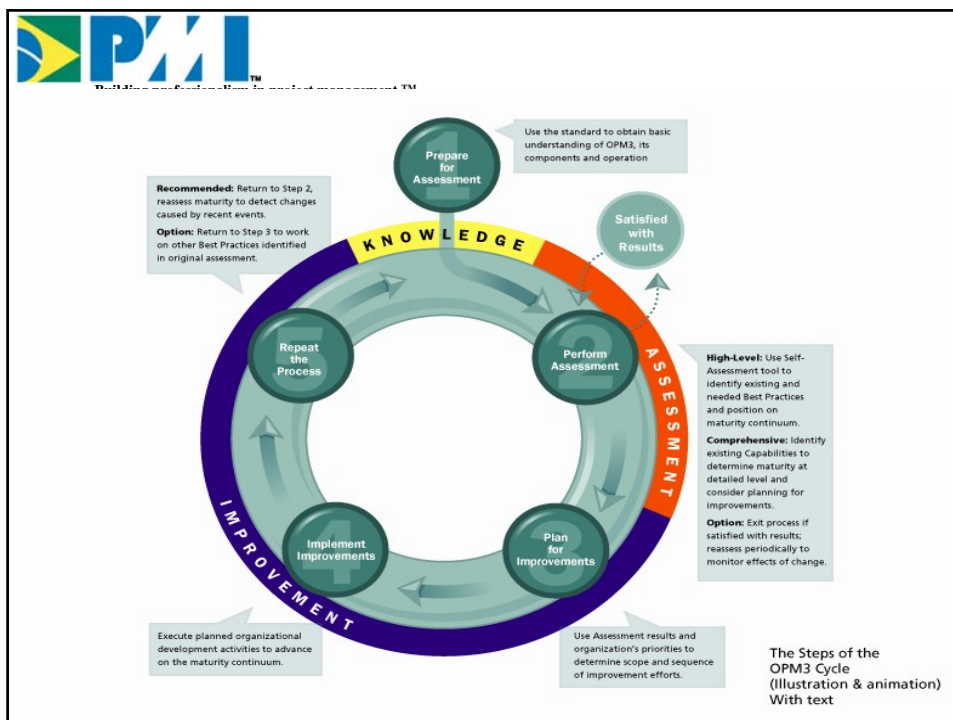 PMI™
Building professionalism in project management ™
1
Prepare
for
Assessment
Use the standard to obtain basic
understanding of OPM3, its
components and operation
Recommended: Return to Step 2,
reassess maturity to detect changes
caused by recent events.
Option: Return to Step 3 to work
on other Best Practices identified
in original assessment.
Satisfied
with
Results
KNOWLEDGE
5
Repeat
the
Process
2
Perform
Assessment
ASSESSMENT
High-Level: Use Self-
Assessment tool to
identify existing and
needed Best Practices
and position on
maturity continuum.
Comprehensive: Identify
existing Capabilities to
determine maturity at
detailed level and
consider planning for
improvements.
Option: Exit process if
satisfied with results;
reassess periodically to
monitor effects of change.
IMPROVEMENT
4
Implement
Improvements
3
Plan
for
Improvements
Execute planned organizational
development activities to advance
on the maturity continuum.
Use Assessment results and
organization's priorities to
determine scope and sequence
of improvement efforts.
The Steps of the
OPM3 Cycle
(Illustration & animation)
With text